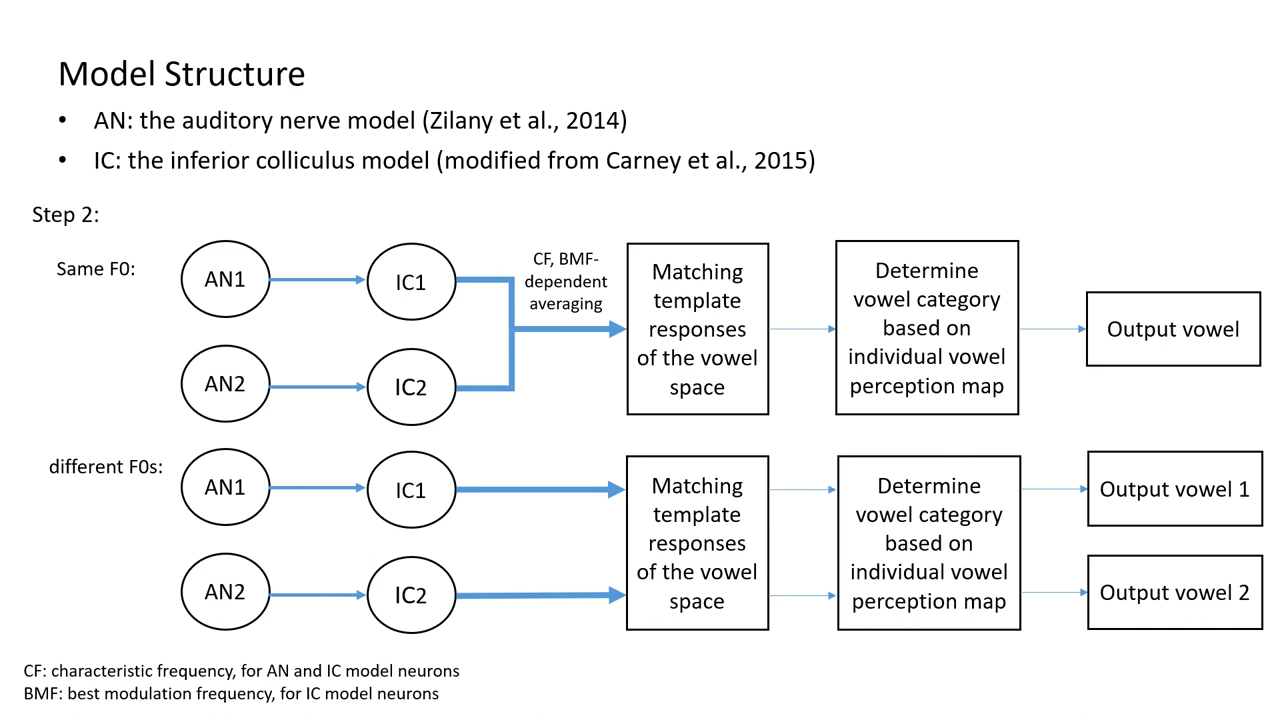 Model Structure
• AN: the auditory nerve model (Zilany et al., 2014)
• IC: the inferior colliculus model (modified from Carney et al., 2015)
Step 2:
Same F0:
AN1
IC1
CF, BMF-
dependent
averaging
AN2
IC2
Matching
template
responses
of the vowel
space
Determine
vowel category
based on
individual vowel
perception map
Output vowel
different F0s:
AN1
IC1
AN2
IC2
Matching
template
responses
of the vowel
space
Determine
vowel category
based on
individual vowel
perception map
Output vowel 1
Output vowel 2
CF: characteristic frequency, for AN and IC model neurons
BMF: best modulation frequency, for IC model neurons